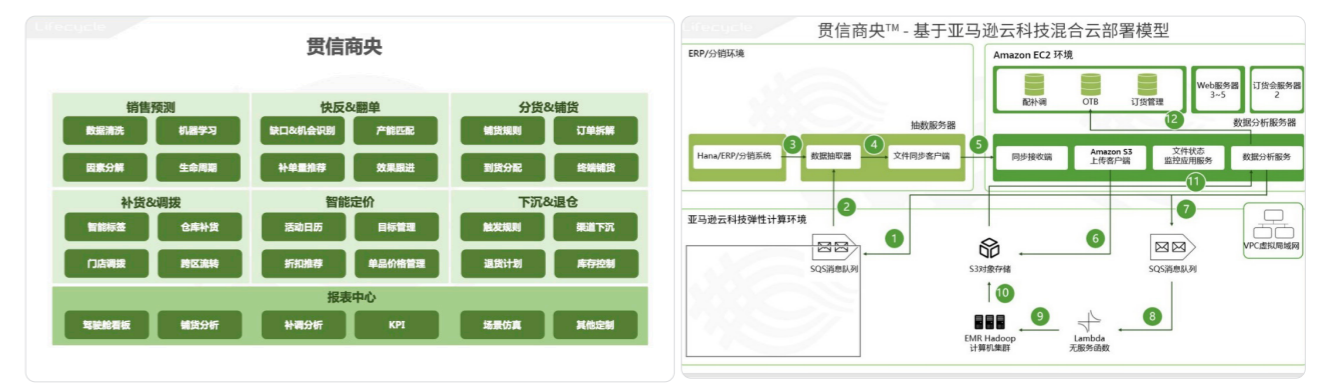 Lifecycle
贯信商央
销售预测
快反&翻单
分货&铺货
数据清洗
机器学习
缺口&机会识别
产能匹配
铺货规则
订单拆解
因素分解
生命周期
补单量推荐
效果跟进
到货分配
终端铺货
补货&调拨
智能定价
下沉&退仓
智能标签
仓库补货
活动日历
目标管理
触发规则
渠道下沉
门店调拨
跨区流转
折扣推荐
单品价格管理
退货计划
库存控制
报表中心
驾驶舱看板
铺货分析
补调分析
KPI
场景仿真
其他定制
Lifecycle
贯信商央™ - 基于亚马逊云科技混合云部署模型
ERP/分销环境
Amazon EC2 环境
配补调
OTB
订货管理
Web服务器
3~5
订货会服务器
2
12
抽数服务器
数据分析服务器
Hana/ERP/分销系统
3
数据抽取器
4
文件同步客户端
5
同步接收端
Amazon S3
上传客户端
文件状态
监控应用服务
数据分析服务
11
2
7
亚马逊云科技弹性计算环境
1
6
SQS消息队列
S3对象存储
SQS消息队列
VPC虚拟局域网
10
9
8
EMR Hadoop
计算机集群
Lambda
无服务函数